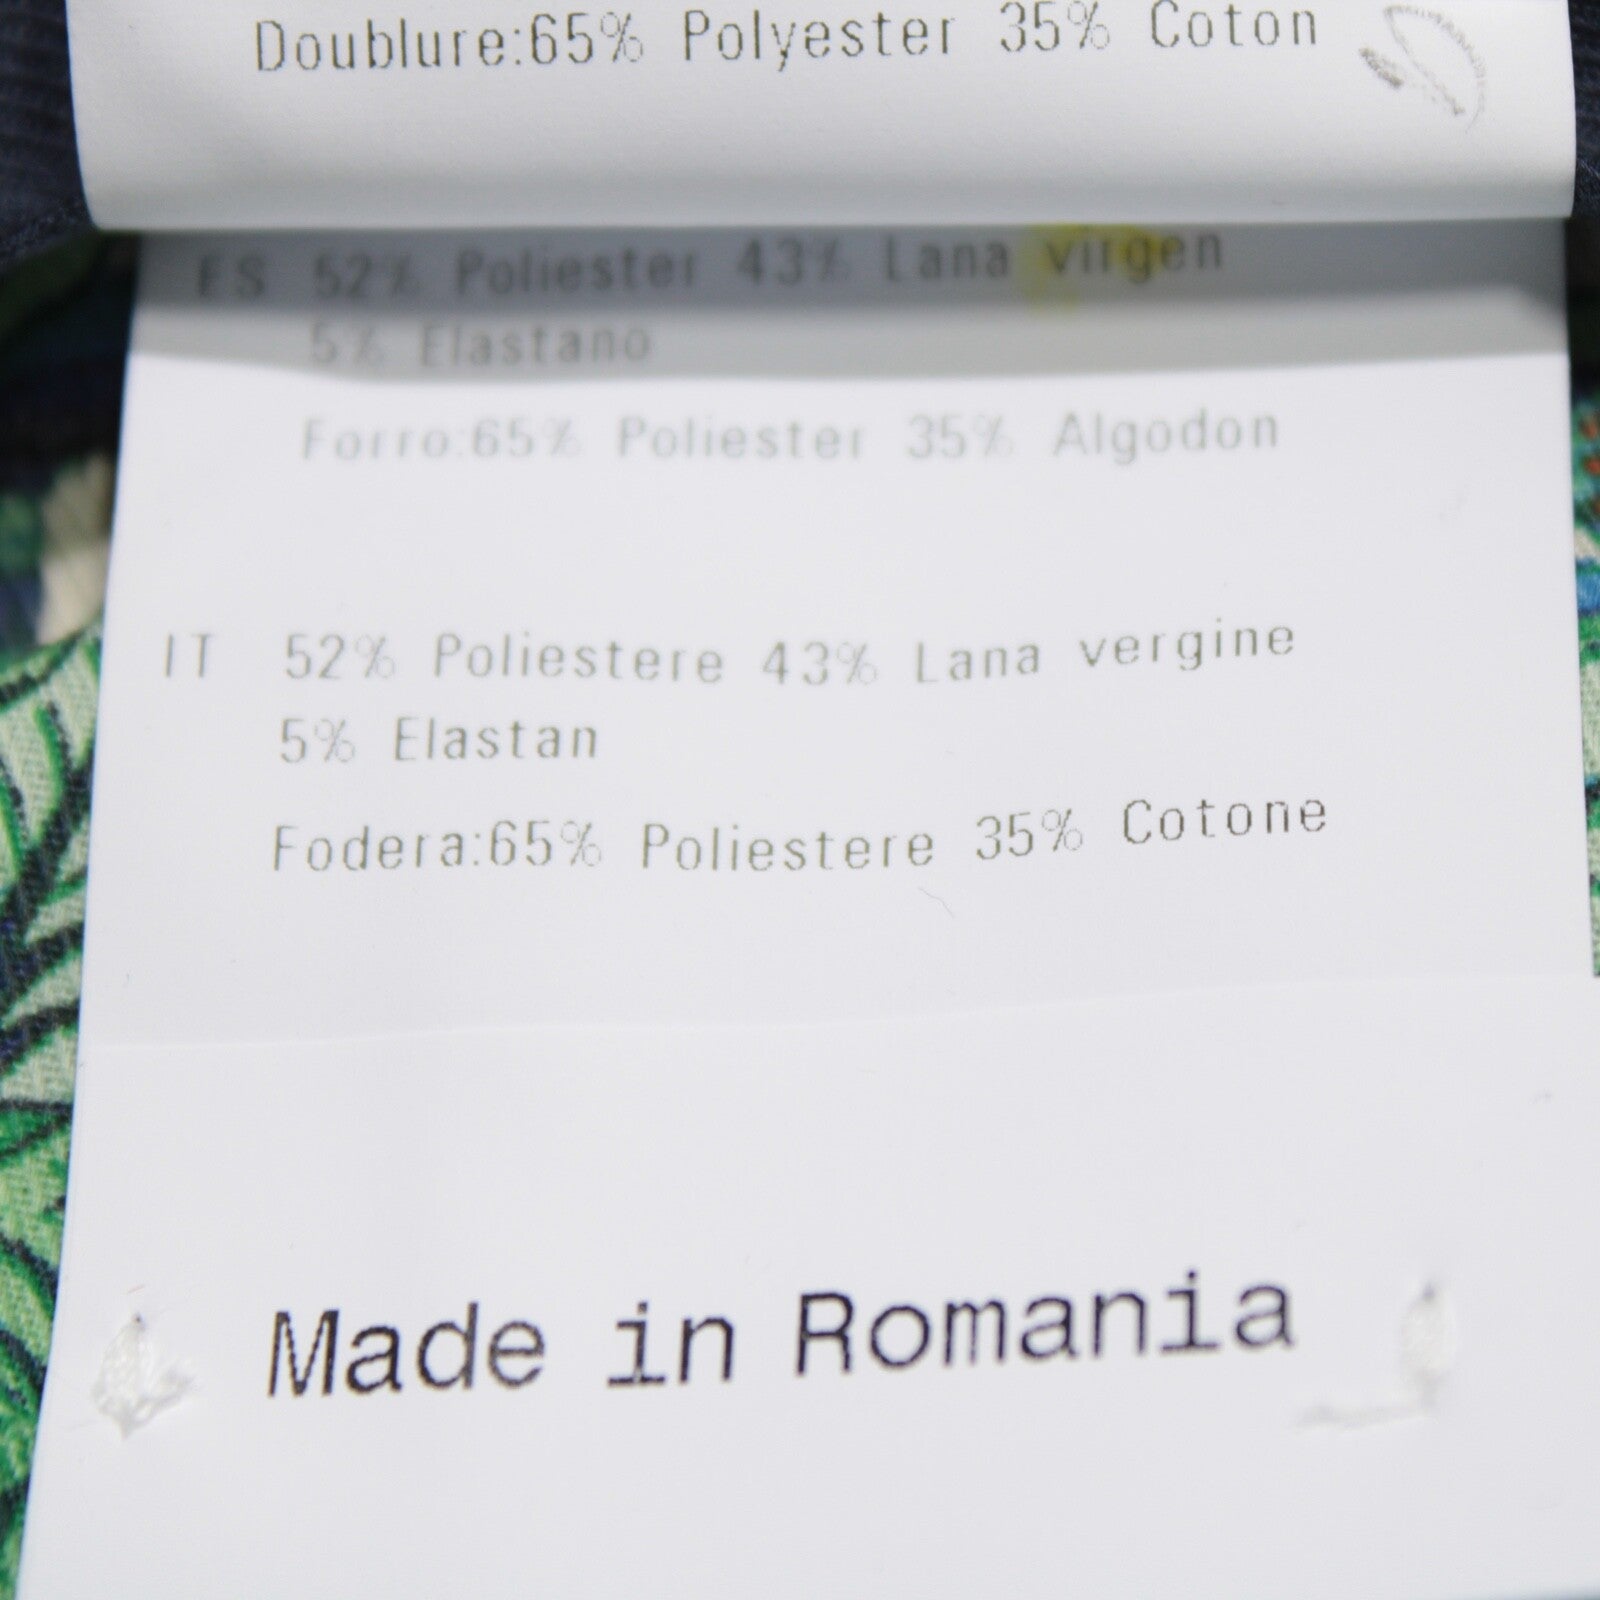 Doublure:65% Polyester 35% Coton
ES 52% Poliester 43% Lana virgen
5% Elastano
Forro:65% Poliester 35% Algodon
IT 52% Poliestere 43% Lana vergine
5% Elastan
Fodera:65% Poliestere 35% Cotone
Made in Romania